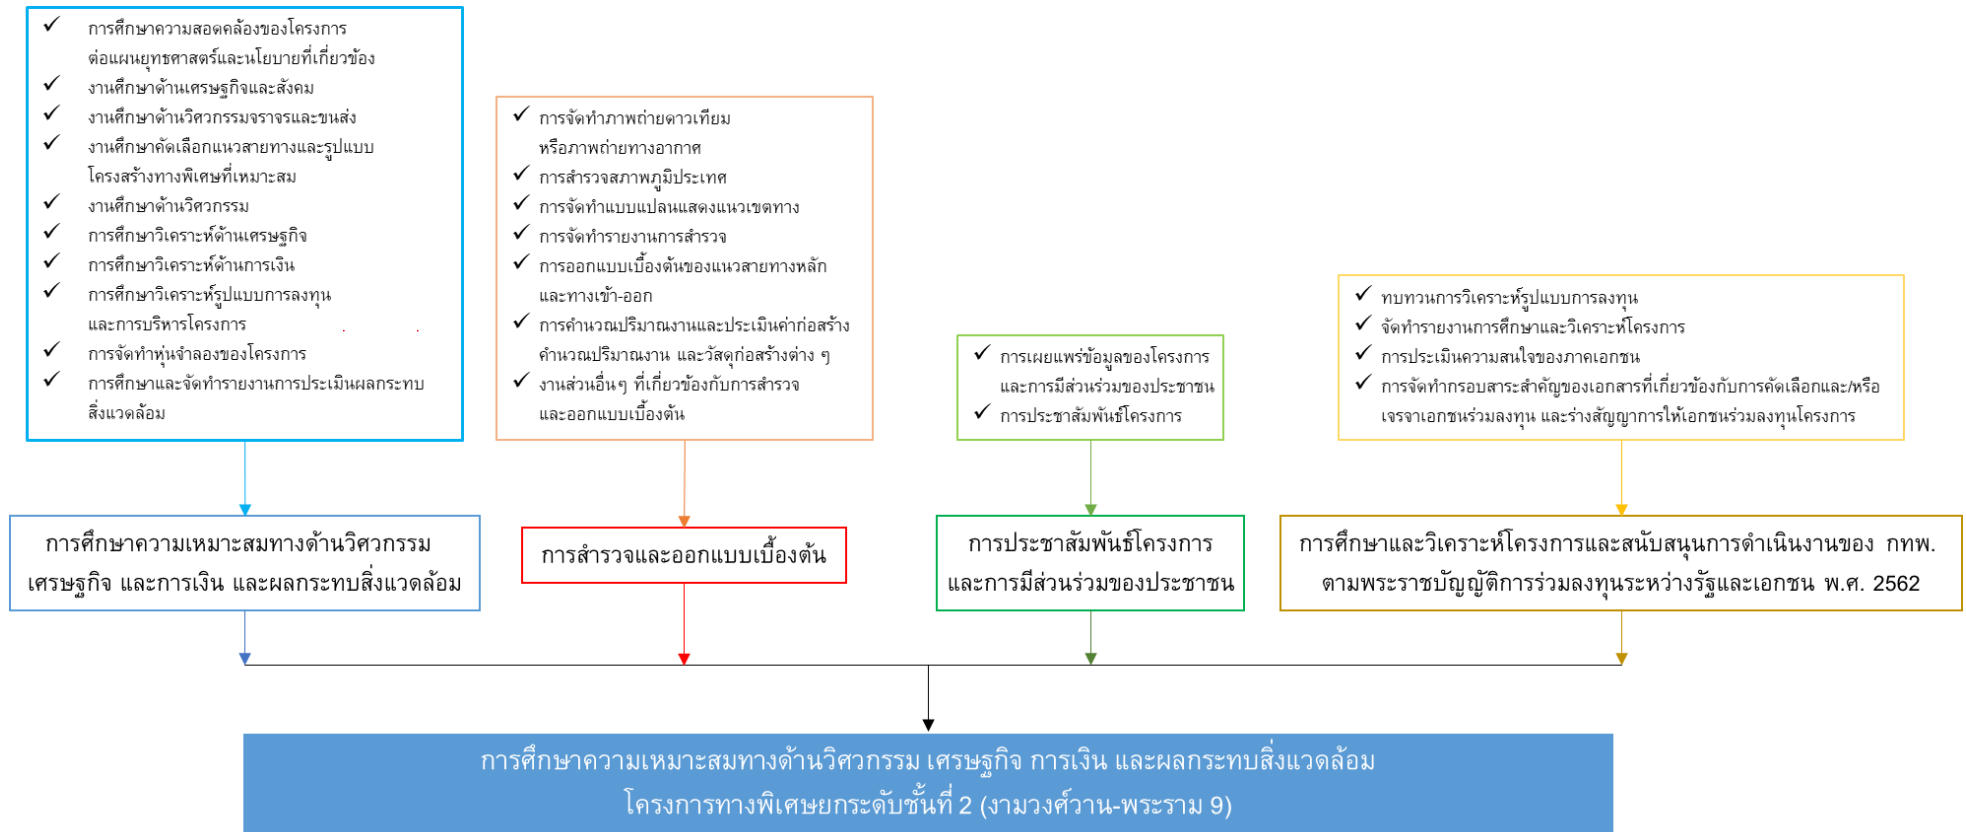 การศึกษาความสอดคล้องของโครงการ
ต่อแผนยุทธศาสตร์และนโยบายที่เกี่ยวข้อง
งานศึกษาด้านเศรษฐกิจและสังคม
งานศึกษาด้านวิศวกรรมจราจรและขนส่ง
งานศึกษาคัดเลือกแนวสายทางและรูปแบบ
โครงสร้างทางพิเศษที่เหมาะสม
งานศึกษาด้านวิศวกรรม
การศึกษาวิเคราะห์ด้านเศรษฐกิจ
การศึกษาวิเคราะห์ด้านการเงิน
การศึกษาวิเคราะห์รูปแบบการลงทุน
และการบริหารโครงการ
การจัดทำหุ่นจำลองของโครงการ
การศึกษาและจัดทำรายงานการประเมินผลกระทบ
สิ่งแวดล้อม
การจัดทำภาพถ่ายดาวเทียม
หรือภาพถ่ายทางอากาศ
การสำรวจสภาพภูมิประเทศ
การจัดทำแบบแปลนแสดงแนวเขตทาง
การจัดทำรายงานการสำรวจ
การออกแบบเบื้องต้นของแนวสายทางหลัก
และทางเข้า-ออก
การคำนวณปริมาณงานและประเมินค่าก่อสร้าง
คำนวณปริมาณงาน และวัสดุก่อสร้างต่าง ๆ
งานส่วนอื่นๆ ที่เกี่ยวข้องกับการสำรวจ
และออกแบบเบื้องต้น
การเผยแพร่ข้อมูลของโครงการ
และการมีส่วนร่วมของประชาชน
การประชาสัมพันธ์โครงการ
ทบทวนการวิเคราะห์รูปแบบการลงทุน
จัดทำรายงานการศึกษาและวิเคราะห์โครงการ
การประเมินความสนใจของภาคเอกชน
การจัดทำกรอบสาระสำคัญของเอกสารที่เกี่ยวข้องกับการคัดเลือกและ/หรือ
เจรจาเอกชนร่วมลงทุน และร่างสัญญาการให้เอกชนร่วมลงทุนโครงการ
การศึกษาความเหมาะสมทางด้านวิศวกรรม
เศรษฐกิจ และการเงิน และผลกระทบสิ่งแวดล้อม
การสำรวจและออกแบบเบื้องต้น
การประชาสัมพันธ์โครงการ
และการมีส่วนร่วมของประชาชน
การศึกษาและวิเคราะห์โครงการและสนับสนุนการดำเนินงานของ กทพ.
ตามพระราชบัญญัติการร่วมลงทุนระหว่างรัฐและเอกชน พ.ศ. 2562
การศึกษาความเหมาะสมทางด้านวิศวกรรม เศรษฐกิจ การเงิน และผลกระทบสิ่งแวดล้อม
โครงการทางพิเศษยกระดับชั้นที่ 2 (งามวงศ์วาน-พระราม 9)